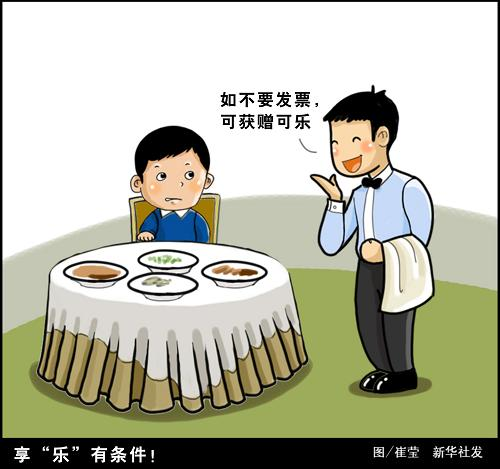 如不要发票，
可获赠可乐
享“乐”有条件！
图/崔莹 新华社发